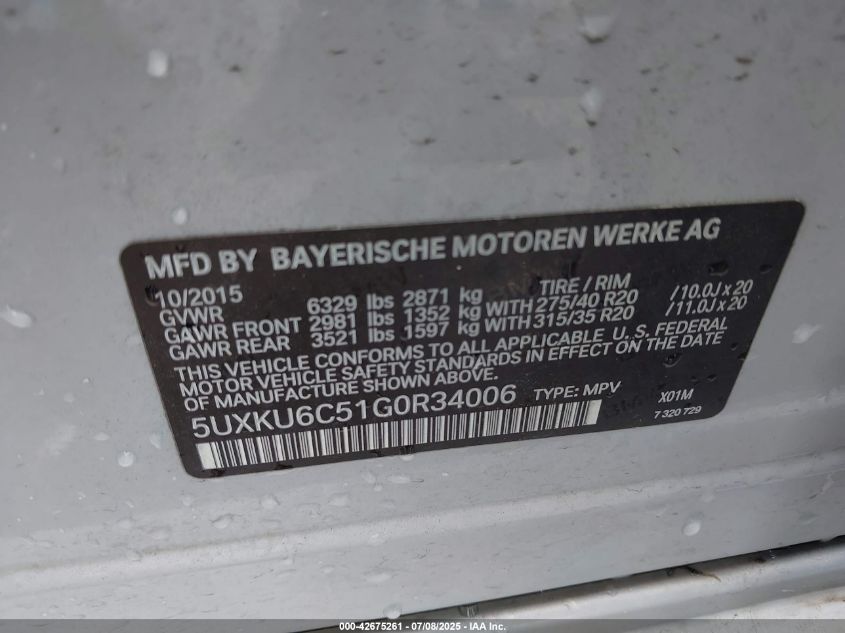 MFD BY BAYERISCHE MOTOREN WERKE AG
10/2015 TIRE / RIM
GVWR 6329 lbs 2871 kg
GAWR FRONT 2981 lbs 1352 kg WITH 275/40 R20 /10.0J x 20
GAWR REAR 3521 lbs 1597 kg WITH 315/35 R20 /11.0J x 20
THIS VEHICLE CONFORMS TO ALL APPLICABLE U. S. FEDERAL
MOTOR VEHICLE SAFETY STANDARDS IN EFFECT ON THE DATE
OF MANUFACTURE SHOWN ABOVE.
5UXKU6C51G0R34006 TYPE: MPV X01M
7 320 729
000-42675261 - 07/08/2025 - IAA Inc.